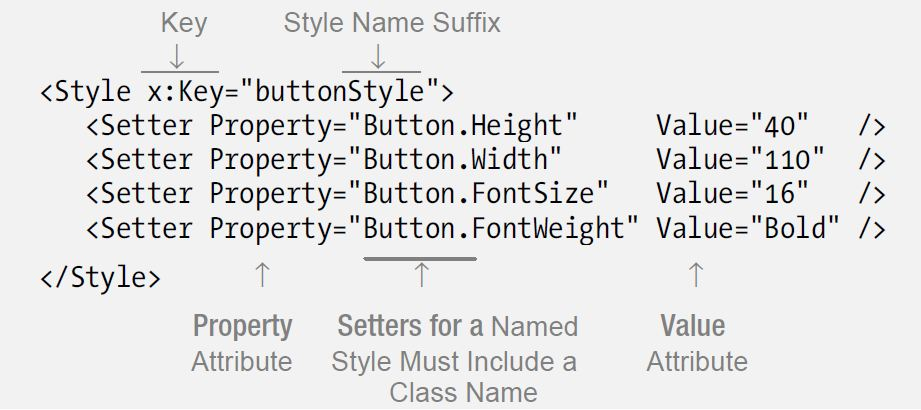 Key Style Name Suffix
↓ ↓
<Style x:Key="buttonStyle">
<Setter Property="Button.Height" Value="40" />
<Setter Property="Button.Width" Value="110" />
<Setter Property="Button.FontSize" Value="16" />
<Setter Property="Button.FontWeight" Value="Bold" />
</Style> ↑ ↑ ↑
Property Setters for a Named Value
Attribute Style Must Include a Attribute
Class Name